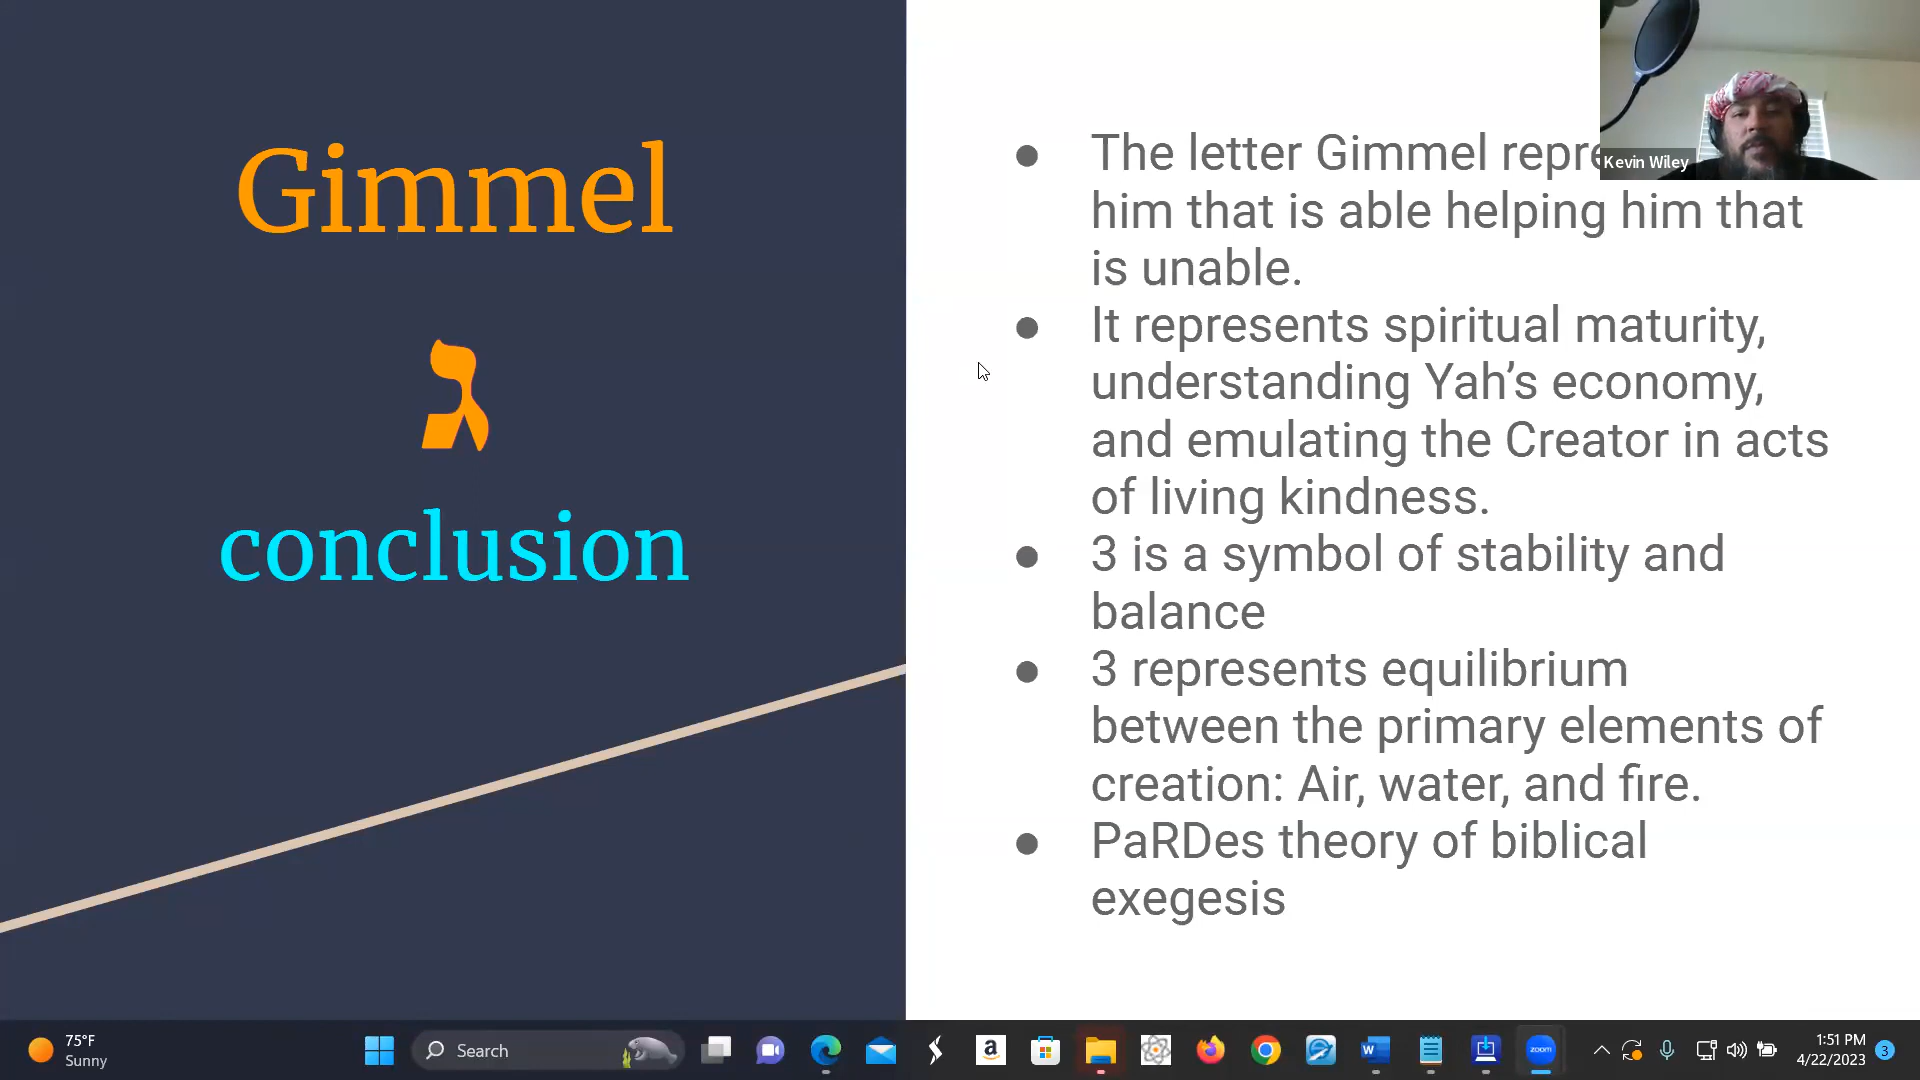 Gimmel
ג
conclusion
The letter Gimmel
him that is able helping him that
is unable.
It represents spiritual maturity,
understanding Yah’s economy,
and emulating the Creator in acts
of living kindness.
3 is a symbol of stability and
balance
3 represents equilibrium
between the primary elements of
creation: Air, water, and fire.
PaRDes theory of biblical
exegesis
Kevin Wiley
75°F
Sunny
Search
a
W
zoom
1:51 PM
4/22/2023
3